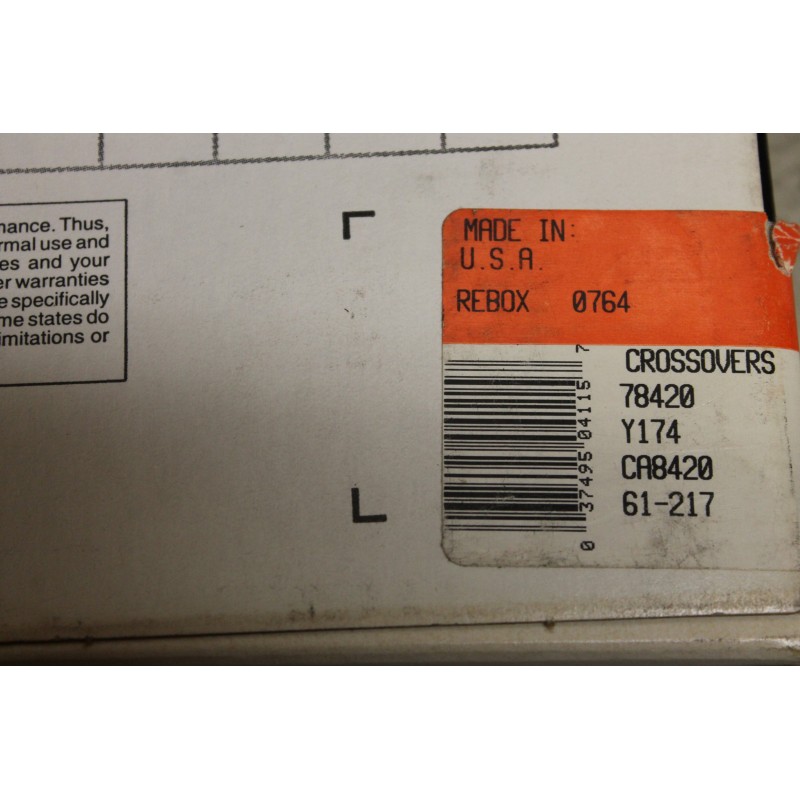 nance. Thus,
rmal use and
es and your
er warranties
e specifically
me states do
imitations or
MADE IN:
U.S.A.
REBOX 0764
CROSSOVERS
78420
Y174
CA8420
61-217
0 37495 04115 7